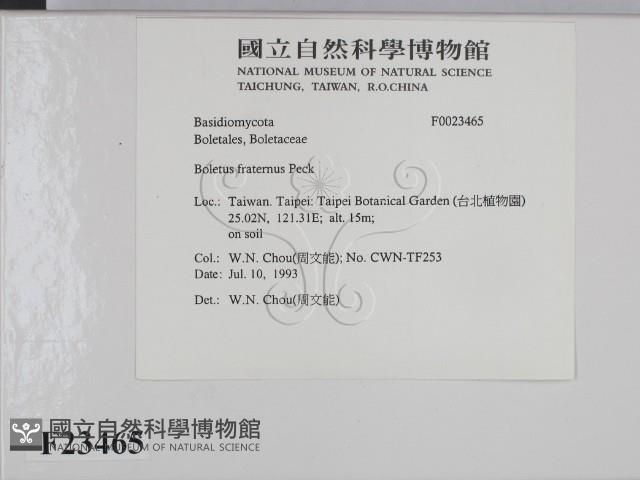 國立自然科學博物館
NATIONAL MUSEUM OF NATURAL SCIENCE
TAICHUNG, TAIWAN, R.O.CHINA
Basidiomycota F0023465
Boletales, Boletaceae
Boletus fraternus Peck
Loc.: Taiwan. Taipei: Taipei Botanical Garden (台北植物園)
25.02N, 121.31E; alt. 15m;
on soil
Col.: W.N. Chou(周文能); No. CWN-TF253
Date: Jul. 10, 1993
Det.: W.N. Chou(周文能)
國立自然科學博物館
NATIONAL MUSEUM OF NATURAL SCIENCE
F23465